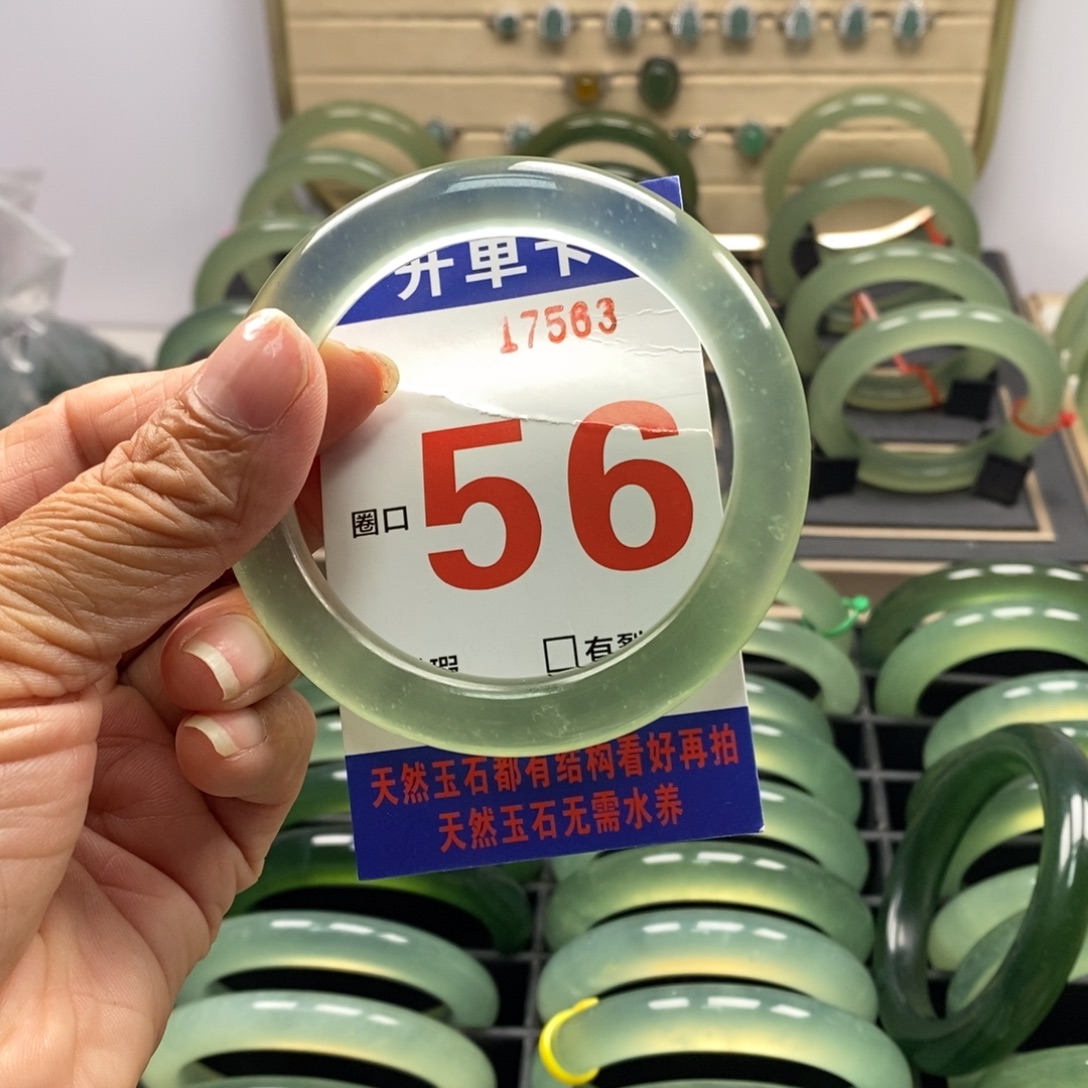 开单卡
17563
圈口 56
瑕 □有裂
天然玉石都有结构看好再拍
天然玉石无需水养